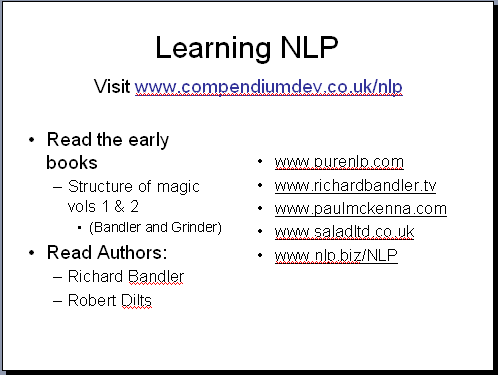 Learning NLP
Visit www.compendiumdev.co.uk/nlp
• Read the early
books
– Structure of magic
vols 1 & 2
• (Bandler and Grinder)
• Read Authors:
– Richard Bandler
– Robert Dilts
• www.purenlp.com
• www.richardbandler.tv
• www.paulmckenna.com
• www.saladltd.co.uk
• www.nlp.biz/NLP